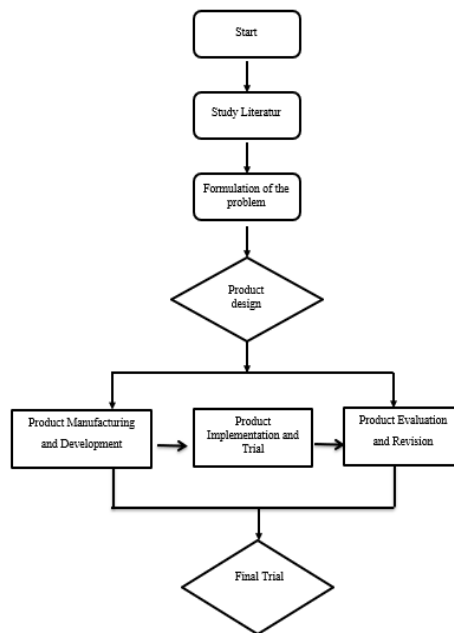 Start
Study Literatur
Formulation of the
problem
Product
design
Product Manufacturing
and Development
Product
Implementation and
Trial
Product Evaluation
and Revision
Final Trial